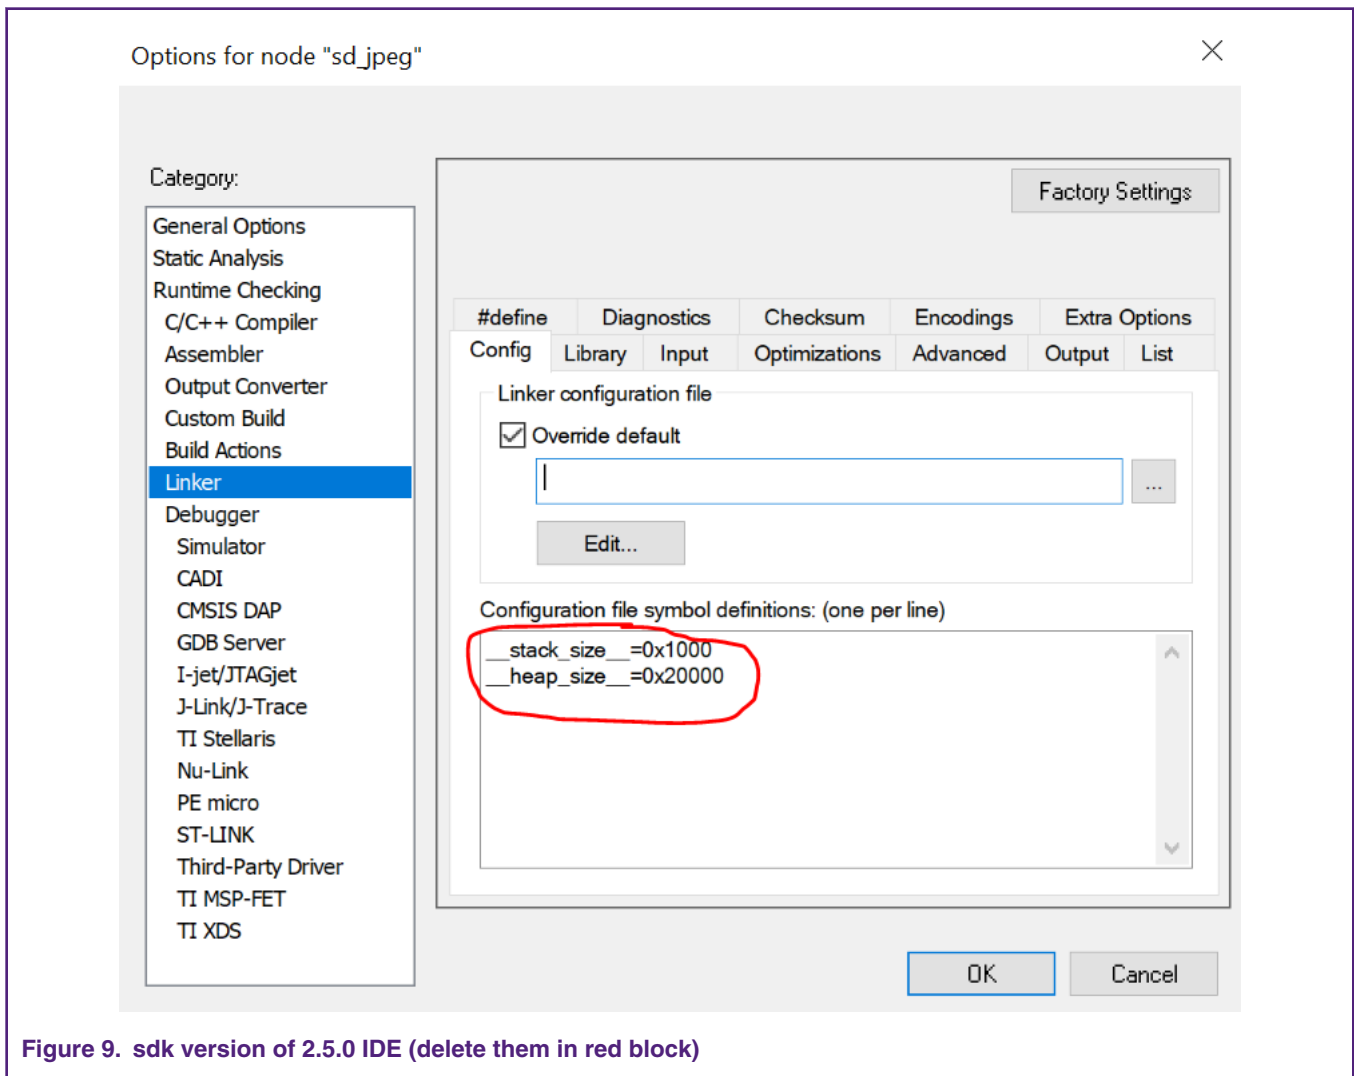 Options for node "sd_jpeg"
Category:
General Options
Static Analysis
Runtime Checking
C/C++ Compiler
Assembler
Output Converter
Custom Build
Build Actions
Linker
Debugger
Simulator
CADI
CMSIS DAP
GDB Server
I-jet/JTAGjet
J-Link/J-Trace
TI Stellaris
Nu-Link
PE micro
ST-LINK
Third-Party Driver
TI MSP-FET
TI XDS
Factory Settings
#define Diagnostics Checksum Encodings Extra Options
Config Library Input Optimizations Advanced Output List
Linker configuration file
Override default
...
Edit...
Configuration file symbol definitions: (one per line)
__stack_size__=0x1000
__heap_size__=0x20000
OK Cancel
Figure 9. sdk version of 2.5.0 IDE (delete them in red block)